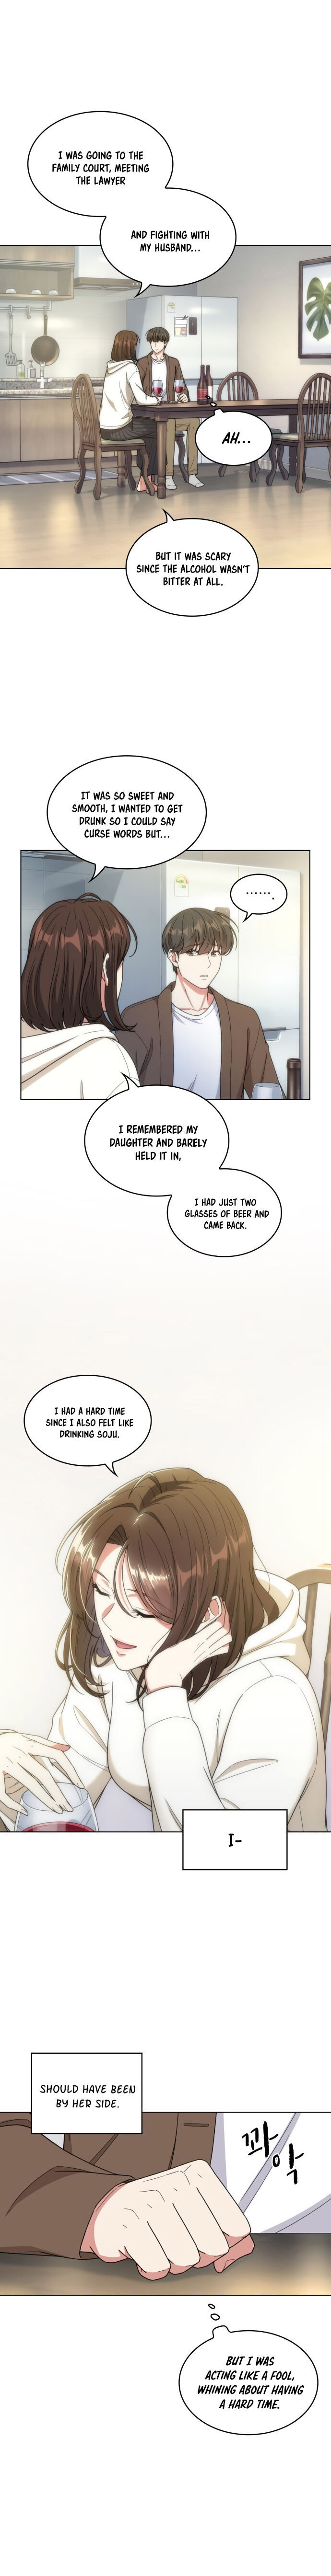 I WAS GOING TO THE
FAMILY COURT, MEETING
THE LAWYER
AND FIGHTING WITH
MY HUSBAND...
AH...
BUT IT WAS SCARY
SINCE THE ALCOHOL WASN'T
BITTER AT ALL.
IT WAS SO SWEET AND
SMOOTH, I WANTED TO GET
DRUNK SO I COULD SAY
CURSE WORDS BUT...
.......
I REMEMBERED MY
DAUGHTER AND BARELY
HELD IT IN,
I HAD JUST TWO
GLASSES OF BEER AND
CAME BACK.
I HAD A HARD TIME
SINCE I ALSO FELT LIKE
DRINKING SOJU.
I-
SHOULD HAVE BEEN
BY HER SIDE.
꽈악
BUT I WAS
ACTING LIKE A FOOL,
WHINING ABOUT HAVING
A HARD TIME.